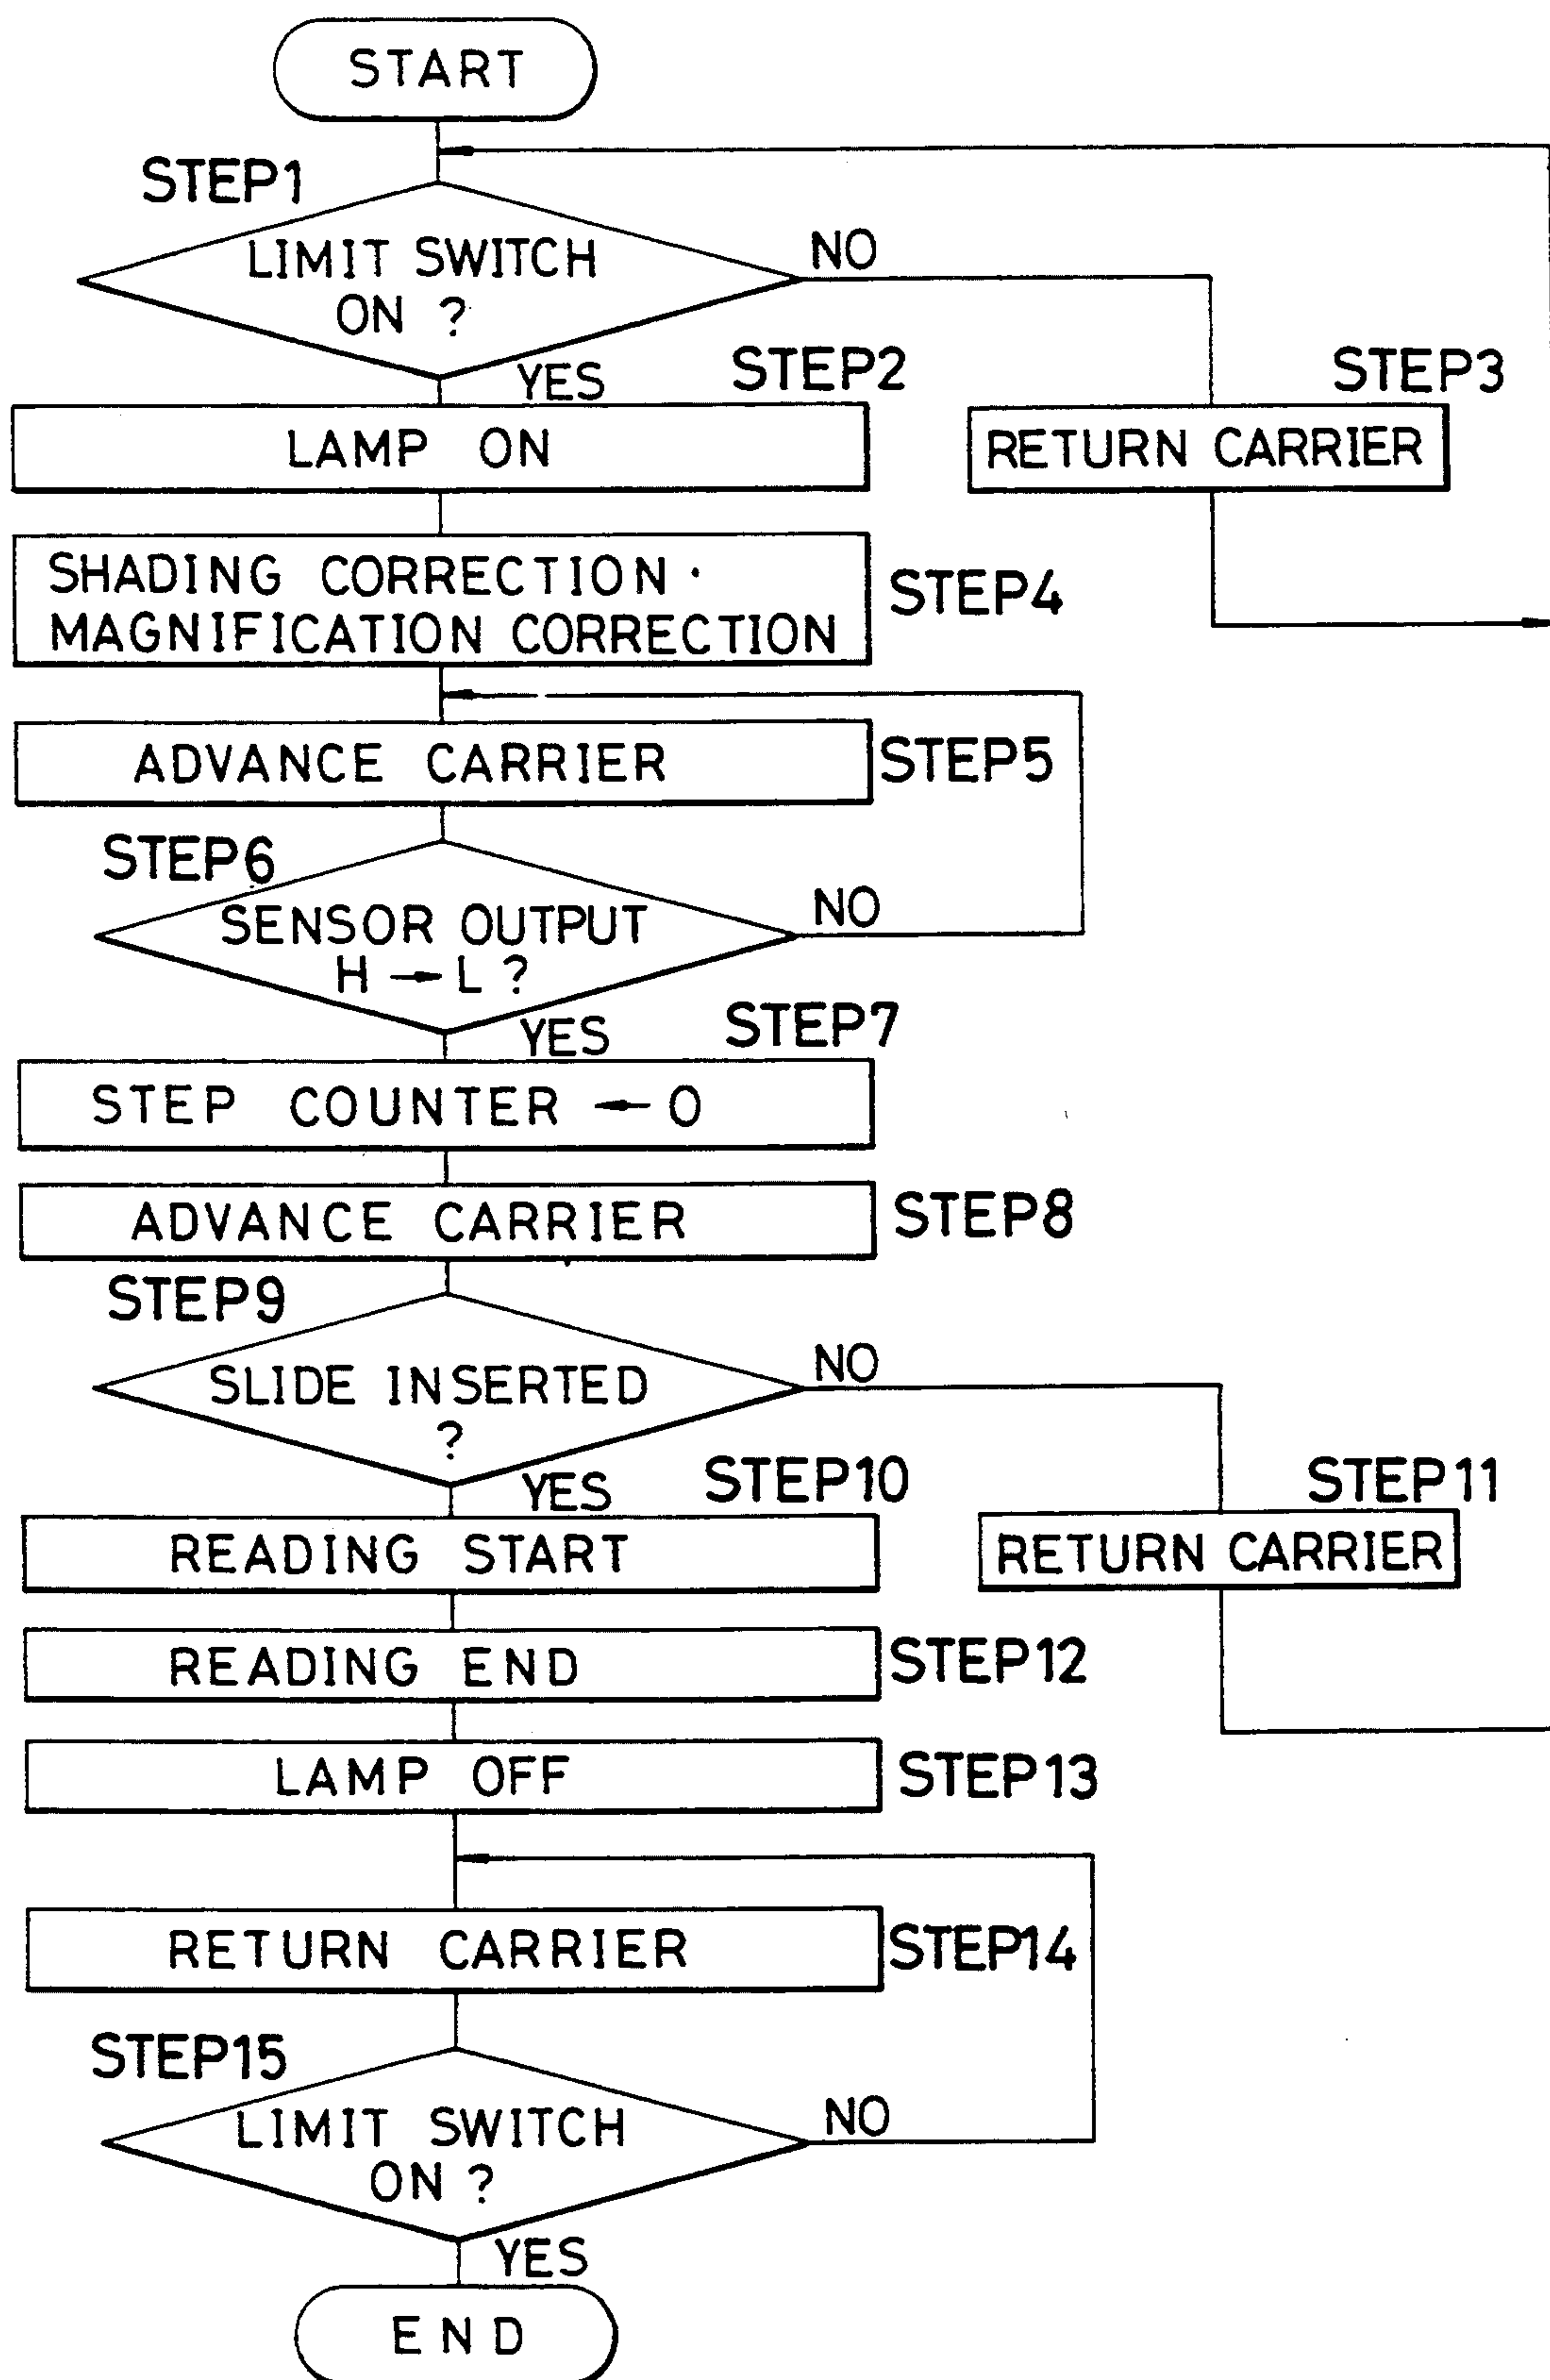 START
STEP1
LIMIT SWITCH
ON ?
NO
YES
STEP2
STEP3
LAMP ON
RETURN CARRIER
SHADING CORRECTION ·
MAGNIFICATION CORRECTION
STEP4
ADVANCE CARRIER
STEP5
STEP6
SENSOR OUTPUT
H → L ?
NO
YES
STEP7
STEP COUNTER ← 0
ADVANCE CARRIER
STEP8
STEP9
SLIDE INSERTED
?
NO
YES
STEP10
STEP11
READING START
RETURN CARRIER
READING END
STEP12
LAMP OFF
STEP13
RETURN CARRIER
STEP14
STEP15
LIMIT SWITCH
ON ?
NO
YES
END